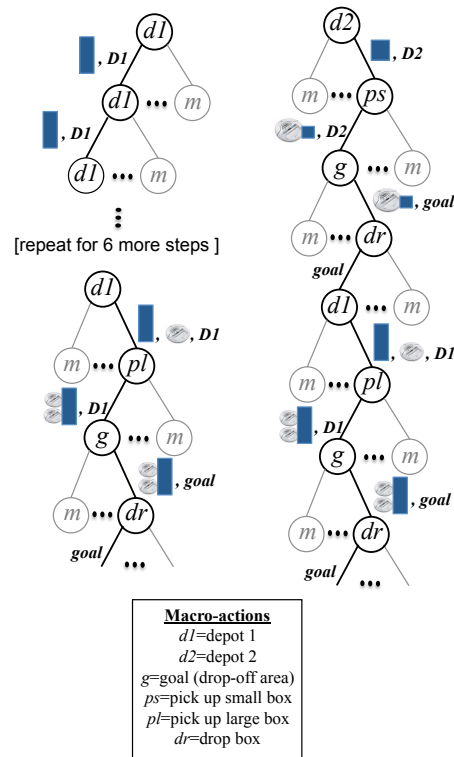 d1
, D1
d1 m
, D1
d1 m
[repeat for 6 more steps ]
d1
, , D1
m pl
, D1
g m
, goal
m dr
goal
d2
, D2
m ps
, D2
g m
, goal
m dr
goal
d1 m
, , D1
m pl
, D1
g m
, goal
m dr
goal
Macro-actions
d1=depot 1
d2=depot 2
g=goal (drop-off area)
ps=pick up small box
pl=pick up large box
dr=drop box